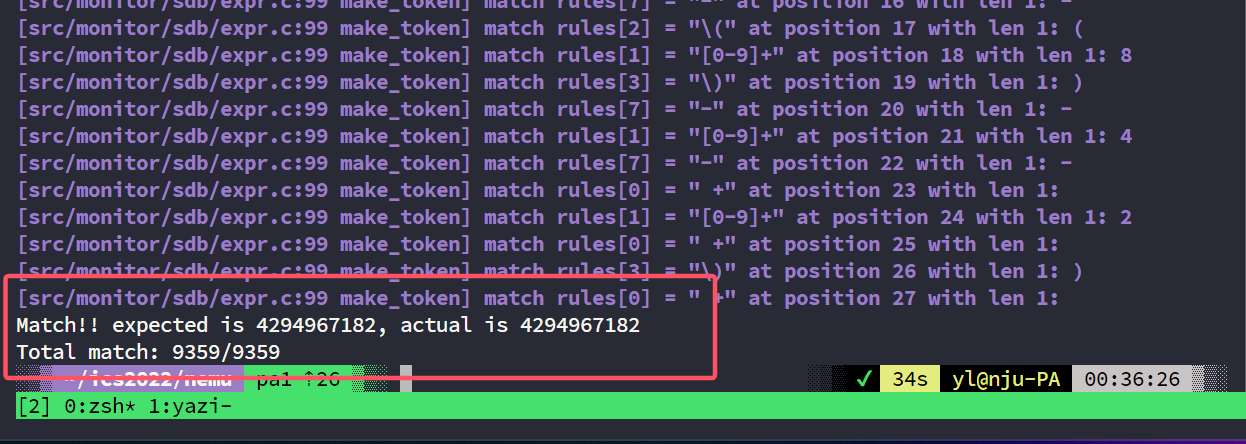 [src/monitor/sdb/expr.c:99 make_token] match rules[7] = "-" at position 16 with len 1: -
[src/monitor/sdb/expr.c:99 make_token] match rules[2] = "\(" at position 17 with len 1: (
[src/monitor/sdb/expr.c:99 make_token] match rules[1] = "[0-9]+" at position 18 with len 1: 8
[src/monitor/sdb/expr.c:99 make_token] match rules[3] = "\)" at position 19 with len 1: )
[src/monitor/sdb/expr.c:99 make_token] match rules[7] = "-" at position 20 with len 1: -
[src/monitor/sdb/expr.c:99 make_token] match rules[1] = "[0-9]+" at position 21 with len 1: 4
[src/monitor/sdb/expr.c:99 make_token] match rules[7] = "-" at position 22 with len 1: -
[src/monitor/sdb/expr.c:99 make_token] match rules[0] = " +" at position 23 with len 1:
[src/monitor/sdb/expr.c:99 make_token] match rules[1] = "[0-9]+" at position 24 with len 1: 2
[src/monitor/sdb/expr.c:99 make_token] match rules[0] = " +" at position 25 with len 1:
[src/monitor/sdb/expr.c:99 make_token] match rules[3] = "\)" at position 26 with len 1: )
[src/monitor/sdb/expr.c:99 make_token] match rules[0] = " +" at position 27 with len 1:
Match!! expected is 4294967182, actual is 4294967182
Total match: 9359/9359
~/ics2022/nemu pa1 ⇡26 ✔ 34s yl@nju-PA 00:36:26
[2] 0:zsh* 1:yazi-